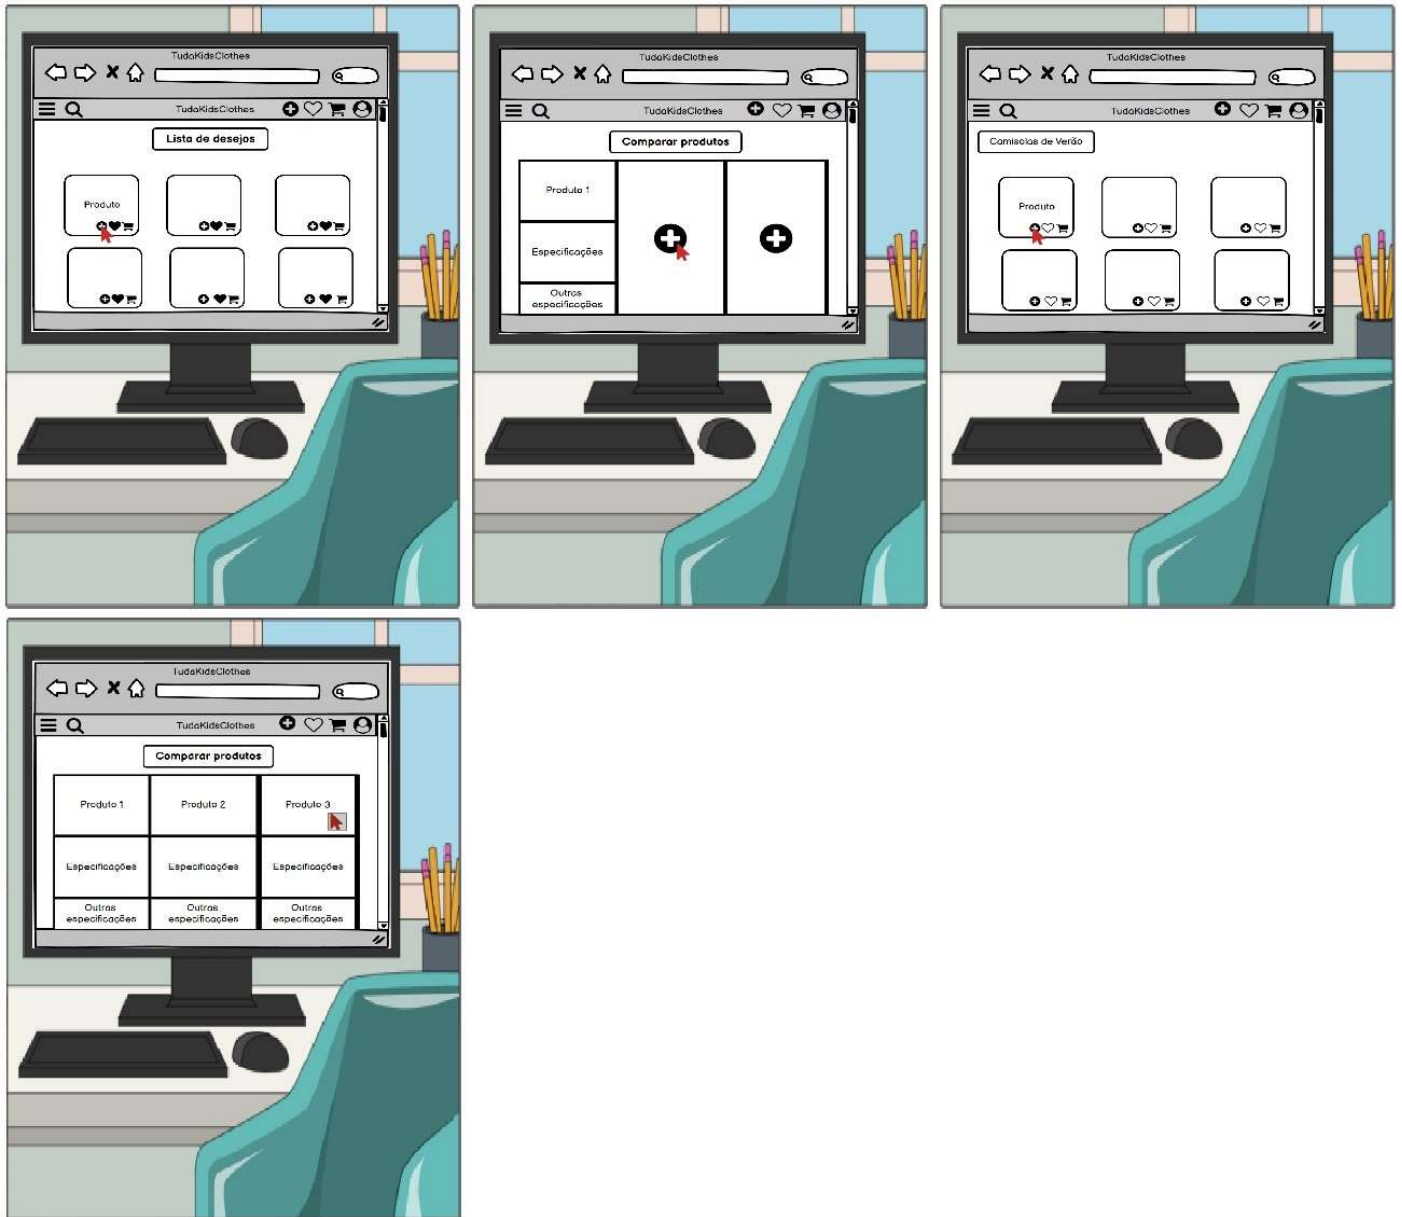 TudoKidsClothes
TudoKidsClothes
Lista de desejos
Produto
TudoKidsClothes
TudoKidsClothes
Comparar produtos
Produto 1
Especificações
Outras
especificações
TudoKidsClothes
TudoKidsClothes
Camisolas de Verão
Produto
TudoKidsClothes
TudoKidsClothes
Comparar produtos
Produto 1
Produto 2
Produto 3
Especificações
Especificações
Especificações
Outras
especificações
Outras
especificações
Outras
especificações